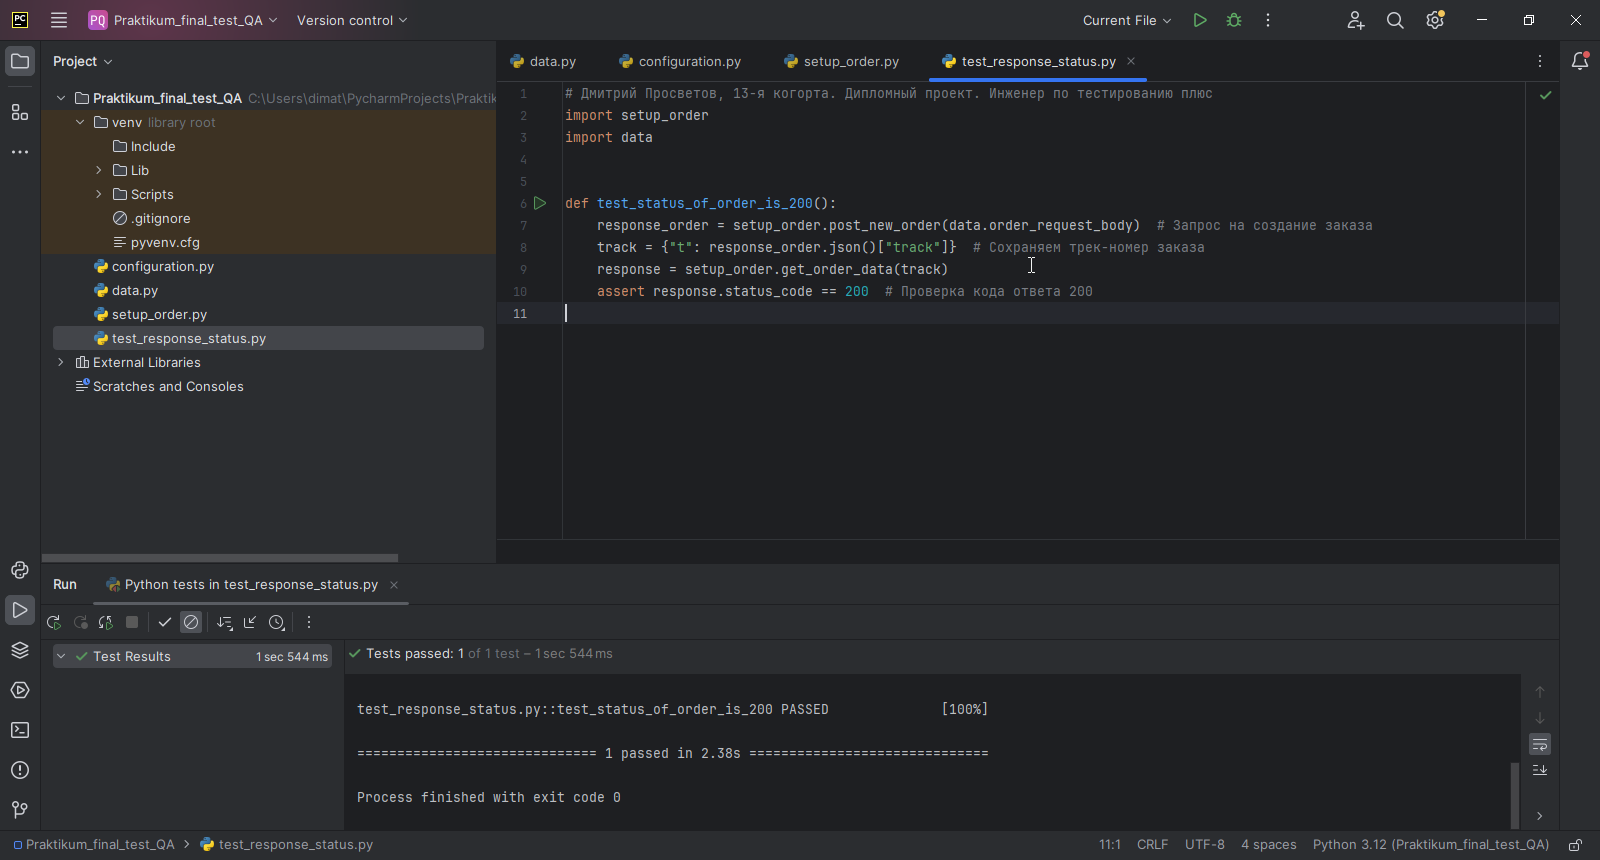 PC PQ Praktikum_final_test_QA Version control Current File
Project
data.py configuration.py setup_order.py test_response_status.py
Praktikum_final_test_QA C:\Users\dimat\PycharmProjects\Praktik
venv library root
Include
Lib
Scripts
.gitignore
pyvenv.cfg
configuration.py
data.py
setup_order.py
test_response_status.py
External Libraries
Scratches and Consoles
1 # Дмитрий Просветов, 13-я когорта. Дипломный проект. Инженер по тестированию плюс
2 import setup_order
3 import data
4
5
6 def test_status_of_order_is_200():
7 response_order = setup_order.post_new_order(data.order_request_body) # Запрос на создание заказа
8 track = {"t": response_order.json()["track"]} # Сохраняем трек-номер заказа
9 response = setup_order.get_order_data(track)
10 assert response.status_code == 200 # Проверка кода ответа 200
11
Run Python tests in test_response_status.py
Test Results 1 sec 544 ms
Tests passed: 1 of 1 test – 1 sec 544 ms
test_response_status.py::test_status_of_order_is_200 PASSED [100%]
============================== 1 passed in 2.38s ==============================
Process finished with exit code 0
Praktikum_final_test_QA > test_response_status.py 11:1 CRLF UTF-8 4 spaces Python 3.12 (Praktikum_final_test_QA)